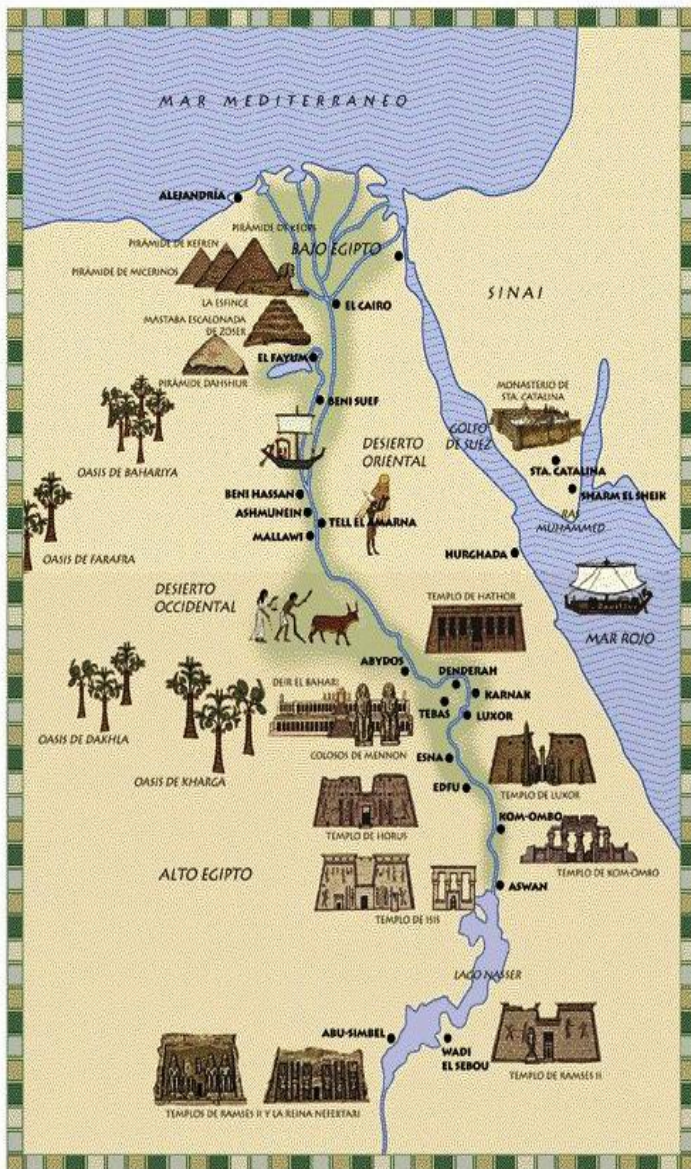 MAR MEDITERRANEO
ALEJANDRÍA
PIRÁMIDE DE KEOPS
PIRÁMIDE DE KEFREN
BAJO EGIPTO
PIRÁMIDE DE MICERINOS
SINAI
LA ESFINGE
EL CAIRO
MASTABA ESCALONADA
DE ZOSER
EL FAYUM
PIRÁMIDE DAHSHUR
MONASTERIO DE
STA. CATALINA
BENI SUEF
GOLFO
DE SUEZ
DESIERTO
ORIENTAL
OASIS DE BAHARIYA
STA. CATALINA
BENI HASSAN
SHARM EL SHEIK
ASHMUNEIN
RAS
MUHAMMED
TELL EL AMARNA
MALLAWI
HURGHADA
OASIS DE FARAFRA
DESIERTO
OCCIDENTAL
TEMPLO DE HATHOR
MAR ROJO
ABYDOS
DENDERAH
DEIR EL BAHARI
KARNAK
TEBAS
LUXOR
OASIS DE DAKHLA
COLOSOS DE MENNON
ESNA
OASIS DE KHARGA
EDFU
TEMPLO DE LUXOR
KOM-OMBO
TEMPLO DE HORUS
TEMPLO DE KOM-OMBO
ALTO EGIPTO
ASWAN
TEMPLO DE ISIS
LAGO NASSER
ABU-SIMBEL
WADI
EL SEBOU
TEMPLO DE RAMSES II
TEMPLOS DE RAMSES II Y LA REINA NEFERTARI